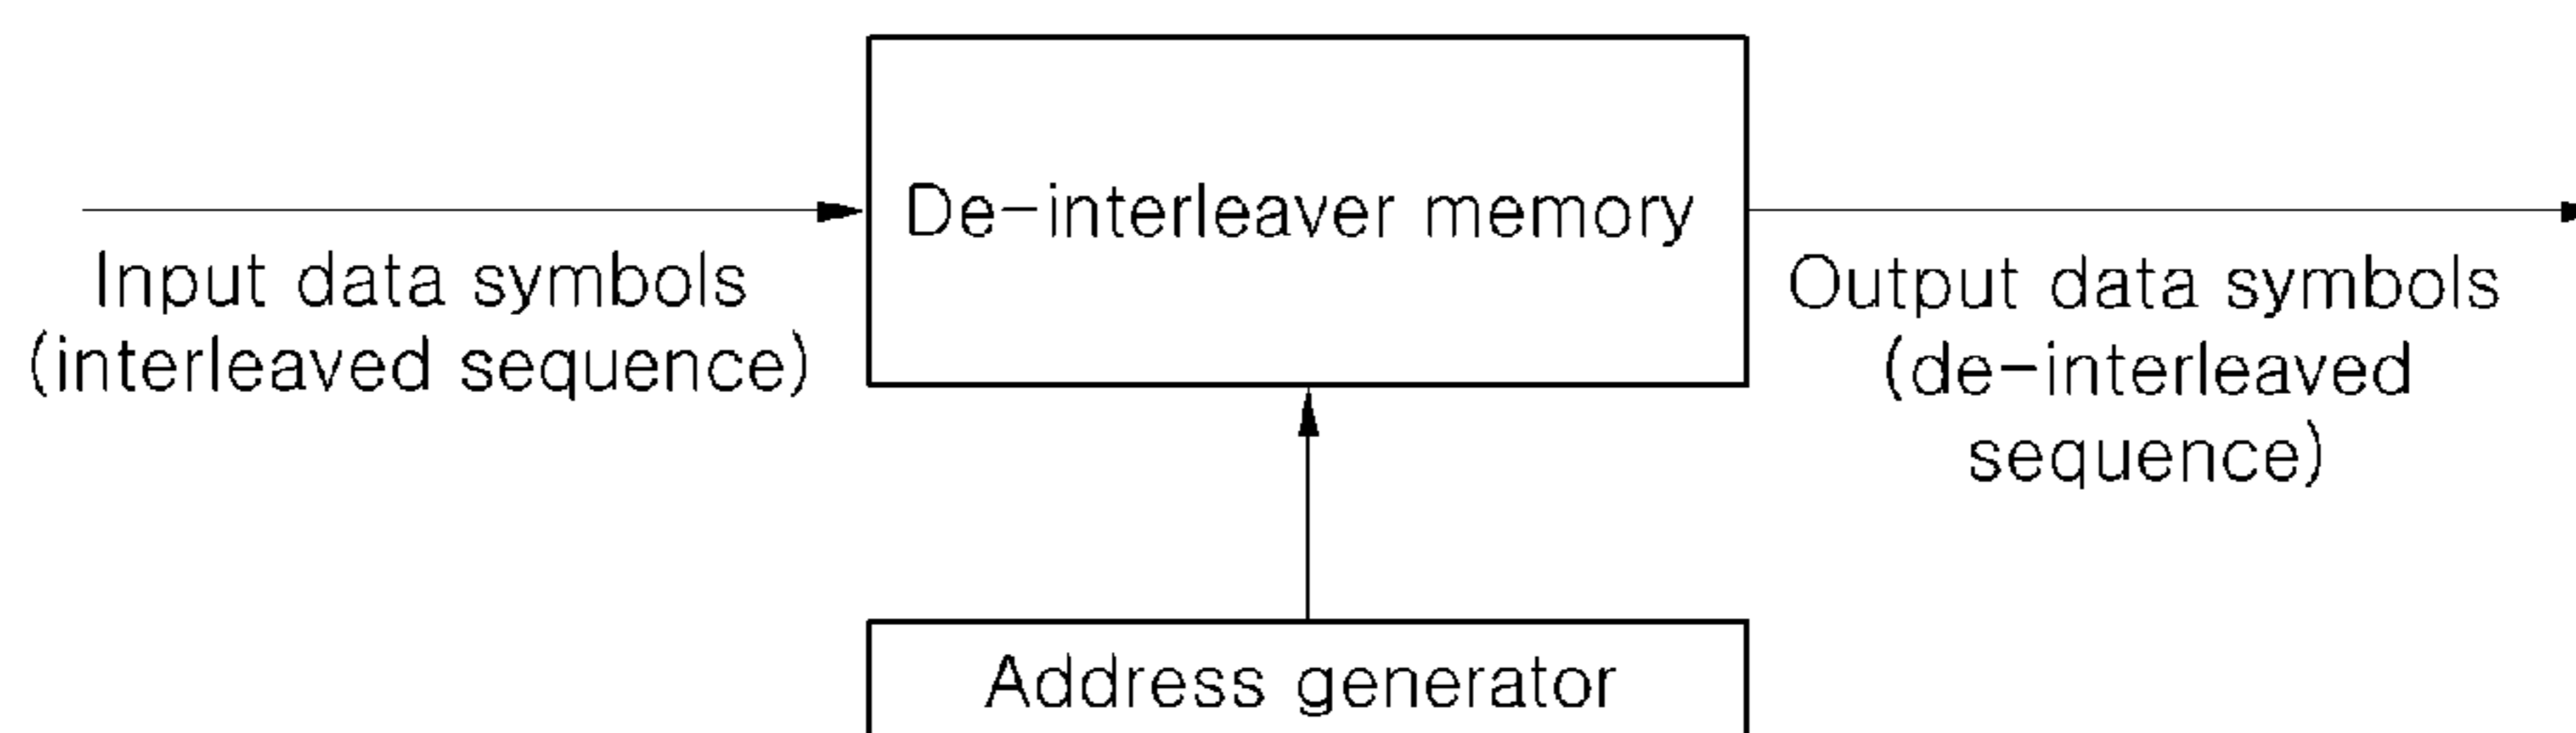 De-interleaver memory
Input data symbols
(interleaved sequence)
Output data symbols
(de-interleaved
sequence)
Address generator